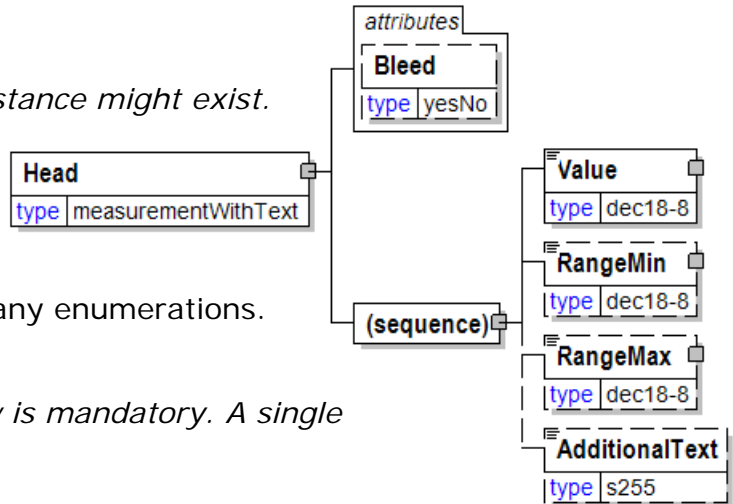 attributes
Bleed
type yesNo
stance might exist.
Head
type measurementWithText
Value
type dec18-8
RangeMin
type dec18-8
any enumerations.
(sequence)
RangeMax
type dec18-8
is mandatory. A single
AdditionalText
type s255